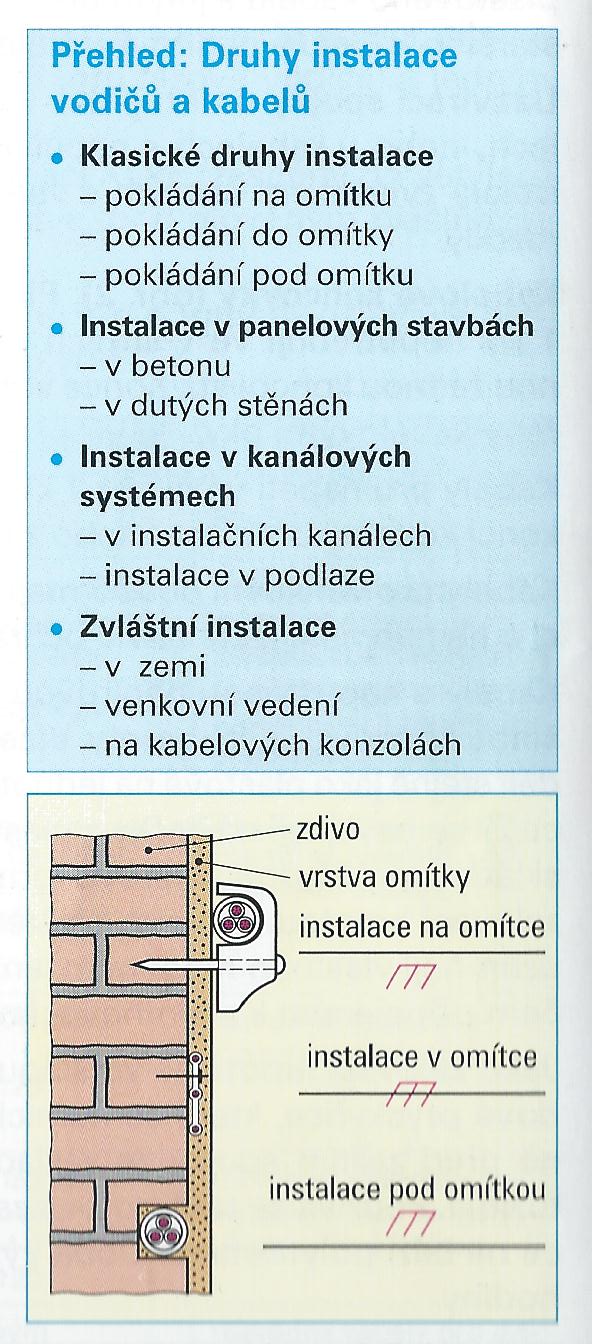 Přehled: Druhy instalace
vodičů a kabelů
• Klasické druhy instalace
– pokládání na omítku
– pokládání do omítky
– pokládání pod omítku
• Instalace v panelových stavbách
– v betonu
– v dutých stěnách
• Instalace v kanálových
systémech
– v instalačních kanálech
– instalace v podlaze
• Zvláštní instalace
– v zemi
– venkovní vedení
– na kabelových konzolách
zdivo
vrstva omítky
instalace na omítce
instalace v omítce
instalace pod omítkou